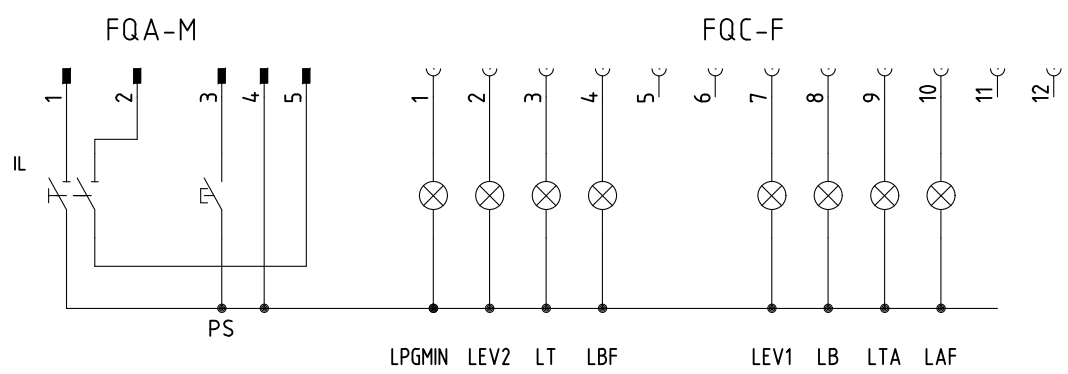 FQA-M FQC-F
1 2 3 4 5 1 2 3 4 5 6 7 8 9 10 11 12
IL
PS
LPGMIN LEV2 LT LBF LEV1 LB LTA LAF